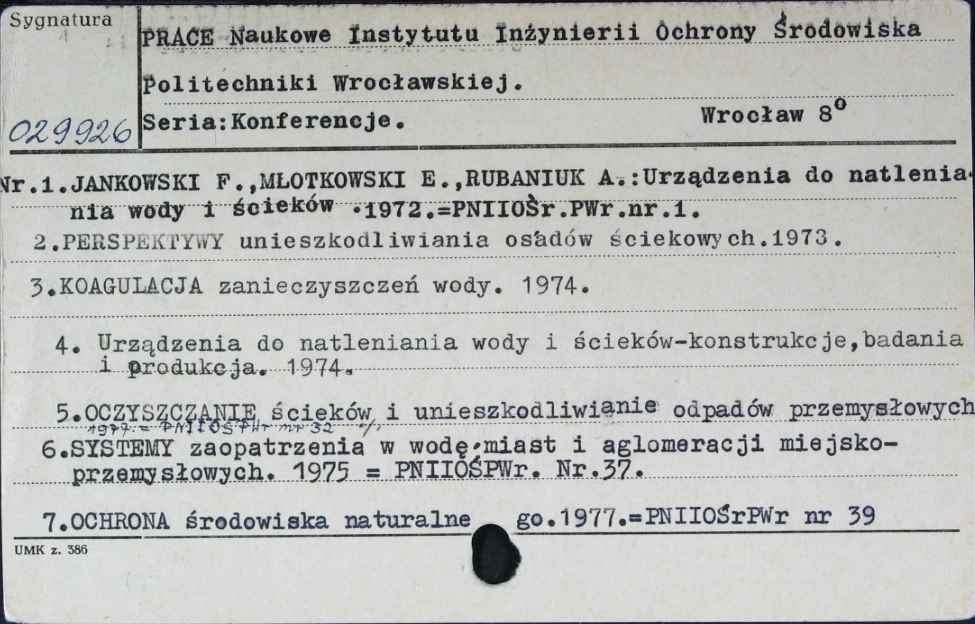 Sygnatura
PRACE Naukowe Instytutu Inżynierii Ochrony Środowiska
Politechniki Wrocławskiej.
029926 Seria:Konferencje. Wrocław 8°
Nr.1.JANKOWSKI F.,MŁOTKOWSKI E.,RUBANIUK A.:Urządzenia do natlenia-
nia wody i ścieków .1972.=PNIIOŚr.PWr.nr.1.
2.PERSPEKTYWY unieszkodliwiania osadów ściekowych.1973.
3.KOAGULACJA zanieczyszczeń wody. 1974.
4. Urządzenia do natleniania wody i ścieków-konstrukcje,badania
i produkcja. 1974.
5.OCZYSZCZANIE ścieków i unieszkodliwianie odpadów przemysłowych
1977.= PNIIOŚPWr nr 32
6.SYSTEMY zaopatrzenia w wodę miast i aglomeracji miejsko-
przemysłowych. 1975 = PNIIOŚPWr. Nr.37.
7.OCHRONA środowiska naturalne go.1977.=PNIIOŚrPWr nr 39
UMK z. 386